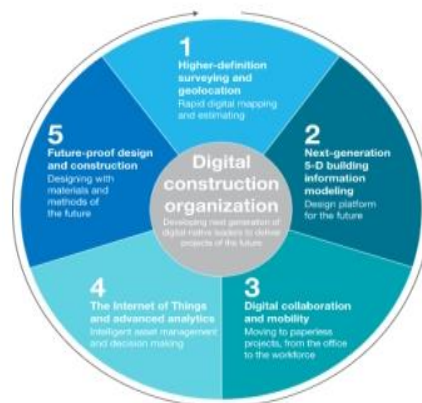 1
Higher-definition
surveying and
geolocation
Rapid digital mapping
and estimating
2
Next-generation
5-D building
information
modeling
Design platform
for the future
3
Digital collaboration
and mobility
Moving to paperless
projects, from the office
to the workforce
4
The Internet of Things
and advanced analytics
Intelligent asset management
and decision making
5
Future-proof design
and construction
Designing with
materials and
methods of
the future
Digital
construction
organization
Developing next generation of
digital-native leaders to deliver
projects of the future